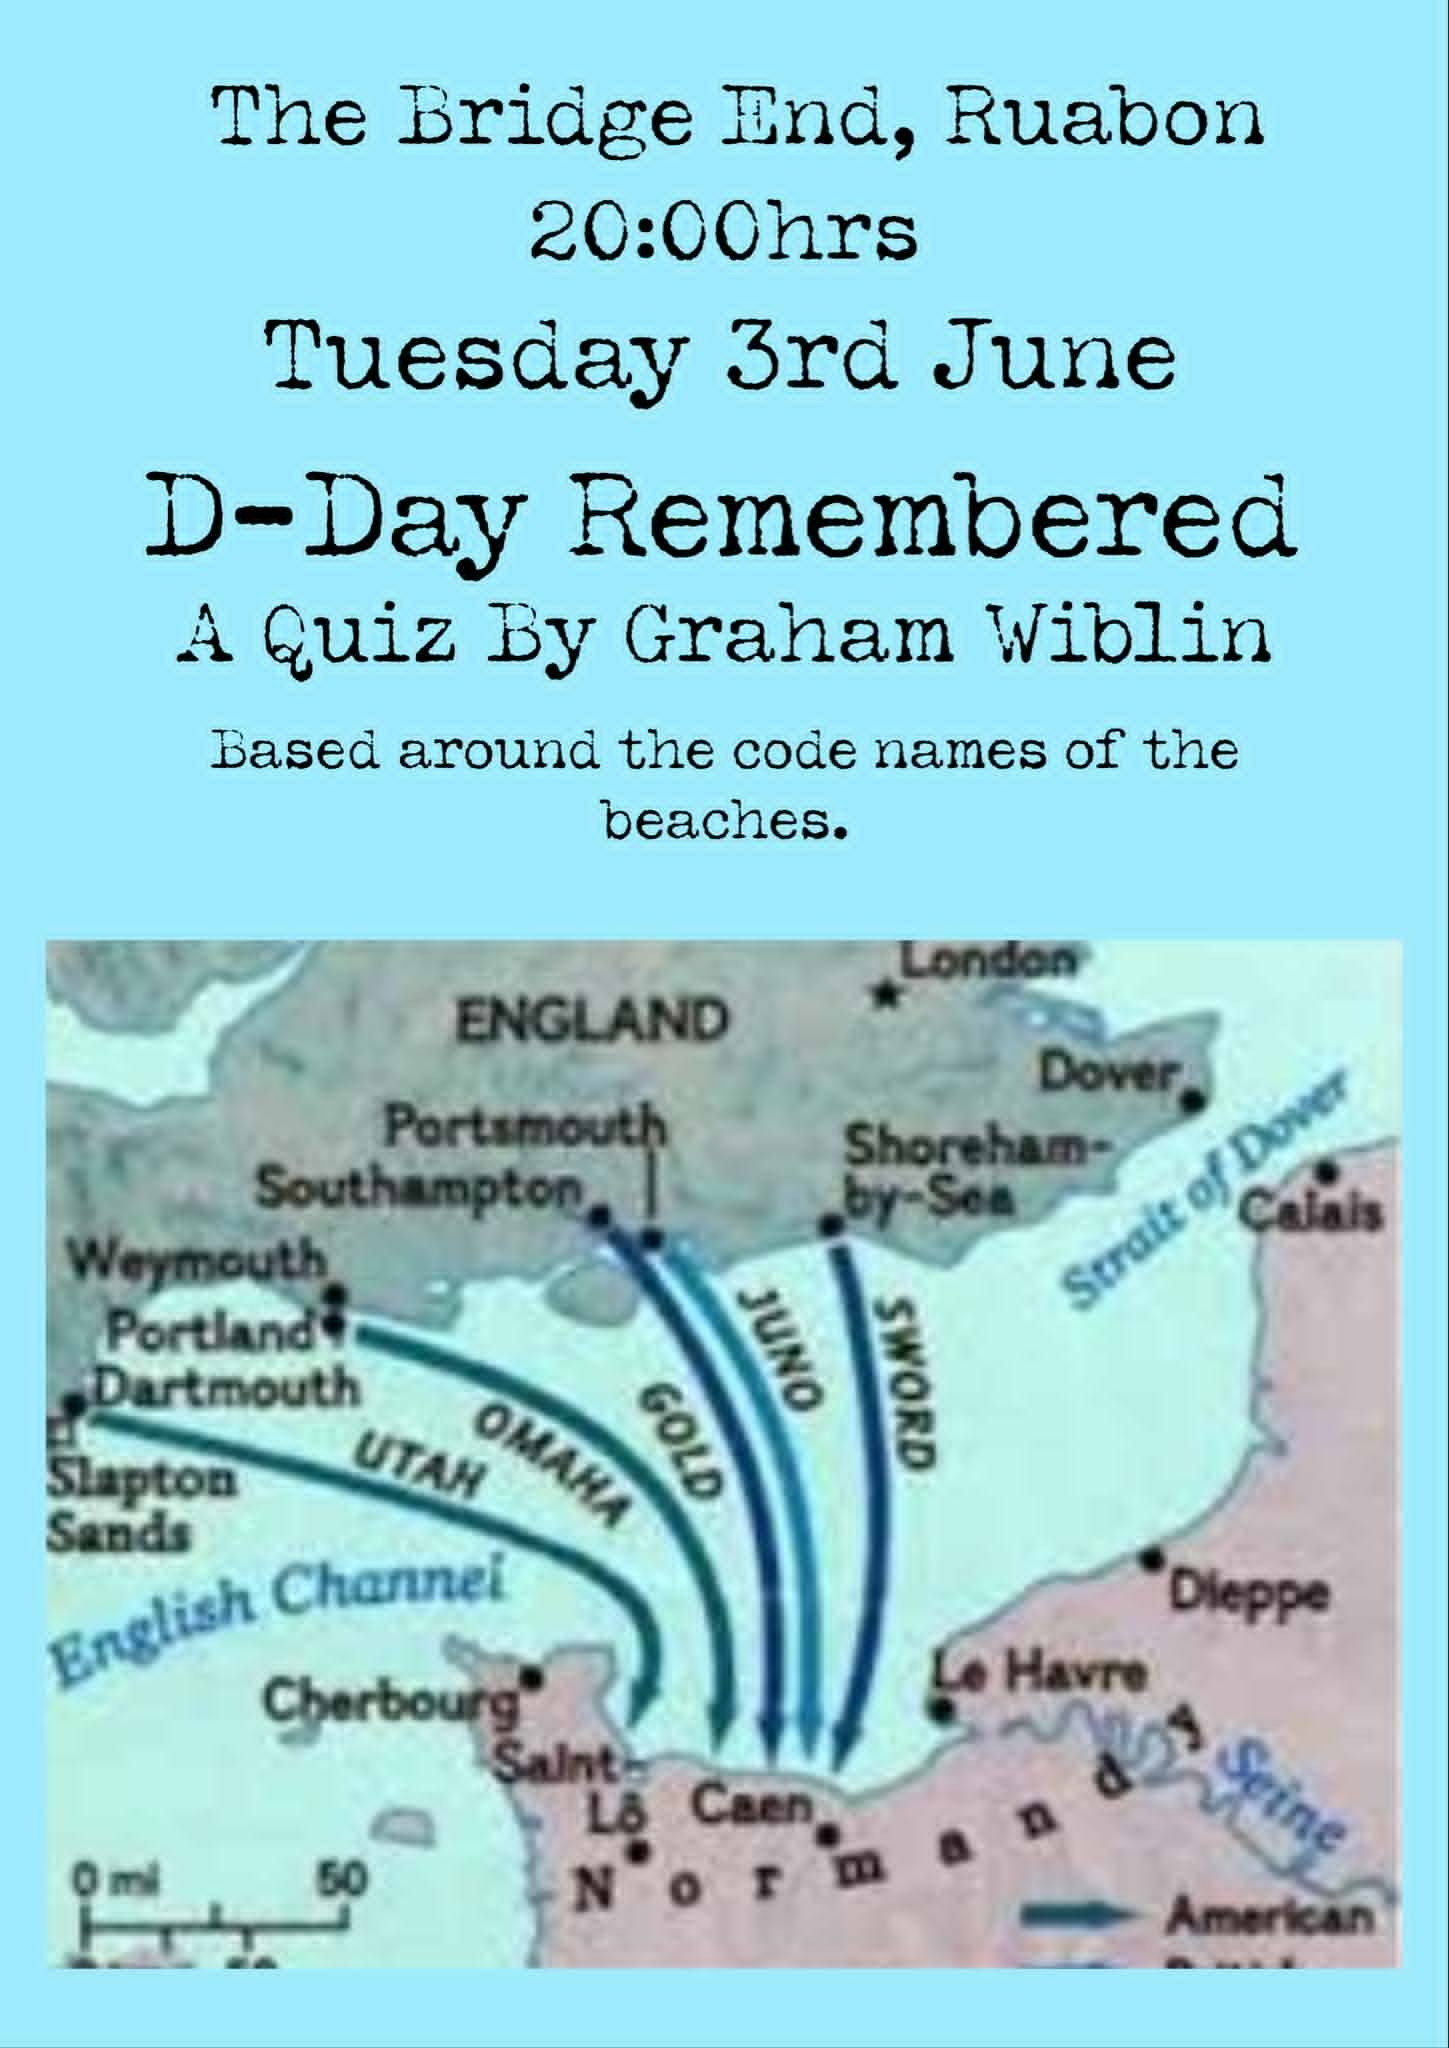 The Bridge End, Ruabon
20:00hrs
Tuesday 3rd June
D-Day Remembered
A Quiz By Graham Wiblin
Based around the code names of the
beaches.
London
ENGLAND
Dover
Portsmouth
Shoreham-
by-Sea
Southampton
Strait of Dover
Calais
Weymouth
Portland
Dartmouth
JUNO
SWORD
GOLD
OMAHA
UTAH
Slapton
Sands
English Channel
Dieppe
Le Havre
Cherbourg
Saint-
Lô
Caen
Normandy
Seine
0 mi 50
American